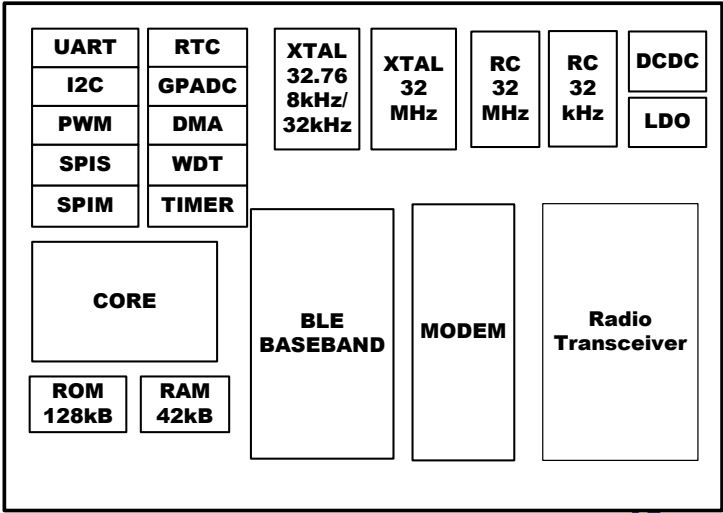 UART
I2C
PWM
SPIS
SPIM
RTC
GPADC
DMA
WDT
TIMER
XTAL
32.76
8kHz/
32kHz
XTAL
32
MHz
RC
32
MHz
RC
32
kHz
DCDC
LDO
CORE
ROM
128kB
RAM
42kB
BLE
BASEBAND
MODEM
Radio
Transceiver